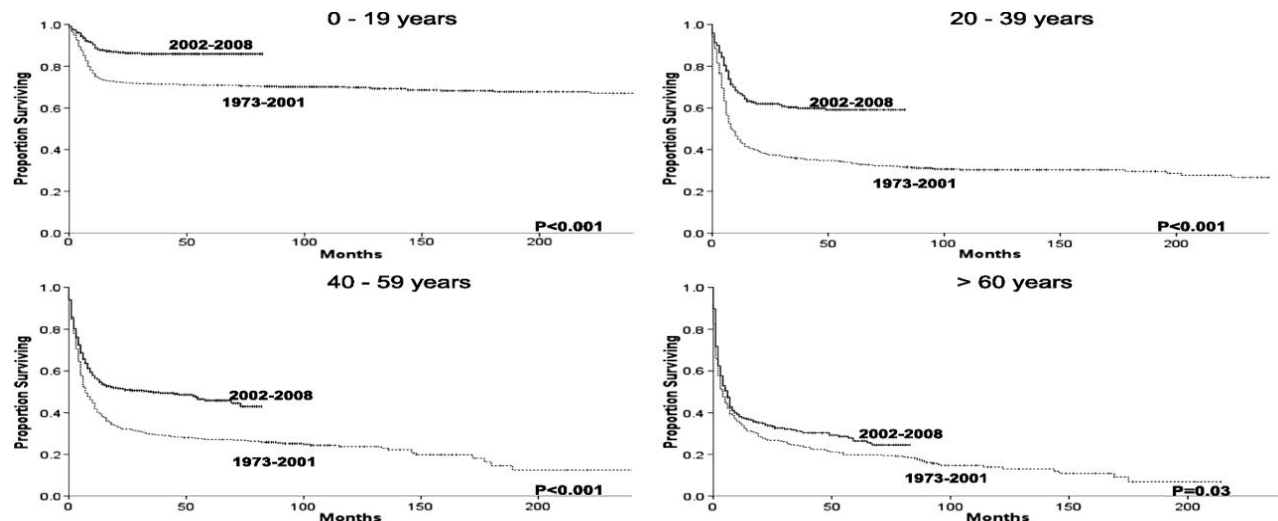 0 - 19 years
Proportion Surviving
1.0
0.8
0.6
0.4
0.2
0.0
2002-2008
1973-2001
P<0.001
0 50 100 150 200
Months
20 - 39 years
Proportion Surviving
1.0
0.8
0.6
0.4
0.2
0.0
2002-2008
1973-2001
P<0.001
0 50 100 150 200
Months
40 - 59 years
Proportion Surviving
1.0
0.8
0.6
0.4
0.2
0.0
2002-2008
1973-2001
P<0.001
0 50 100 150 200
Months
> 60 years
Proportion Surviving
1.0
0.8
0.6
0.4
0.2
0.0
2002-2008
1973-2001
P=0.03
0 50 100 150 200
Months